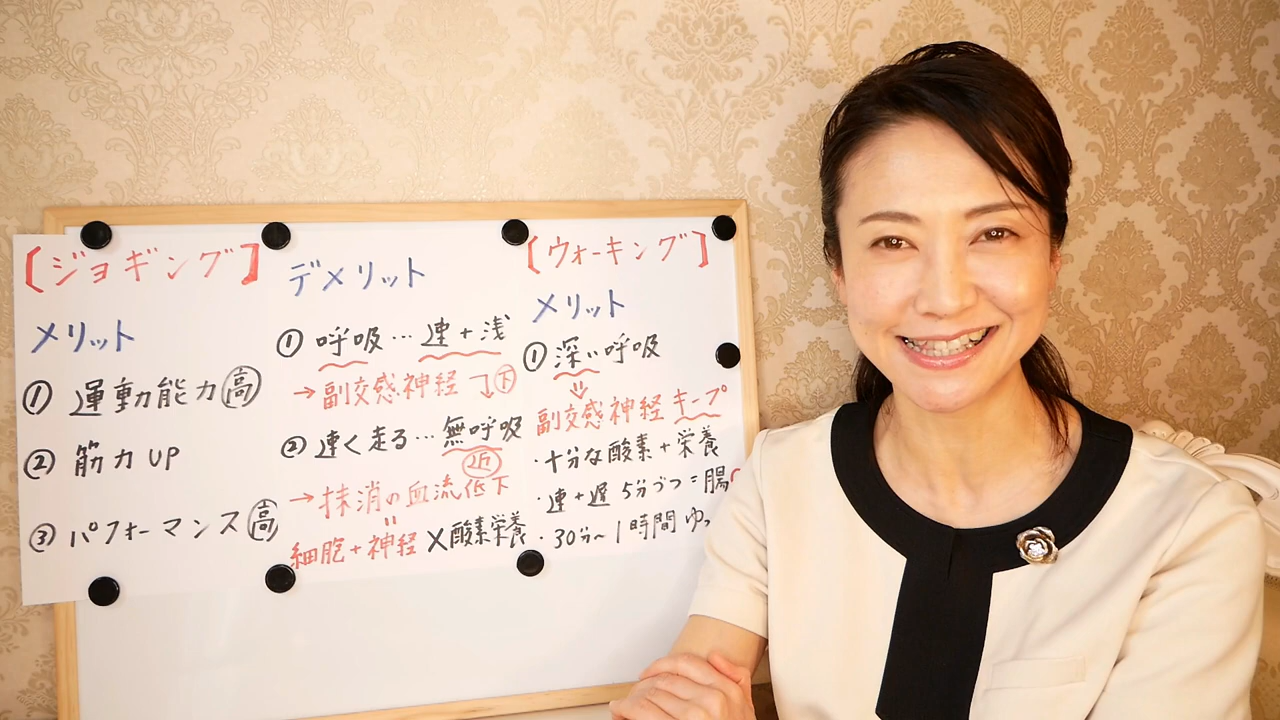 【ジョギング】
メリット
① 運動能力高
② 筋力UP
③ パフォーマンス高
デメリット
① 呼吸…速+浅
→副交感神経 下
② 速く走る…無呼吸
近
→抹消の血流低下
細胞+神経 X酸素栄養
【ウォーキング】
メリット
① 深い呼吸
副交感神経キープ
・十分な酸素+栄養
・速+遅 5分づつ=腸
・30分〜1時間 ゆっ